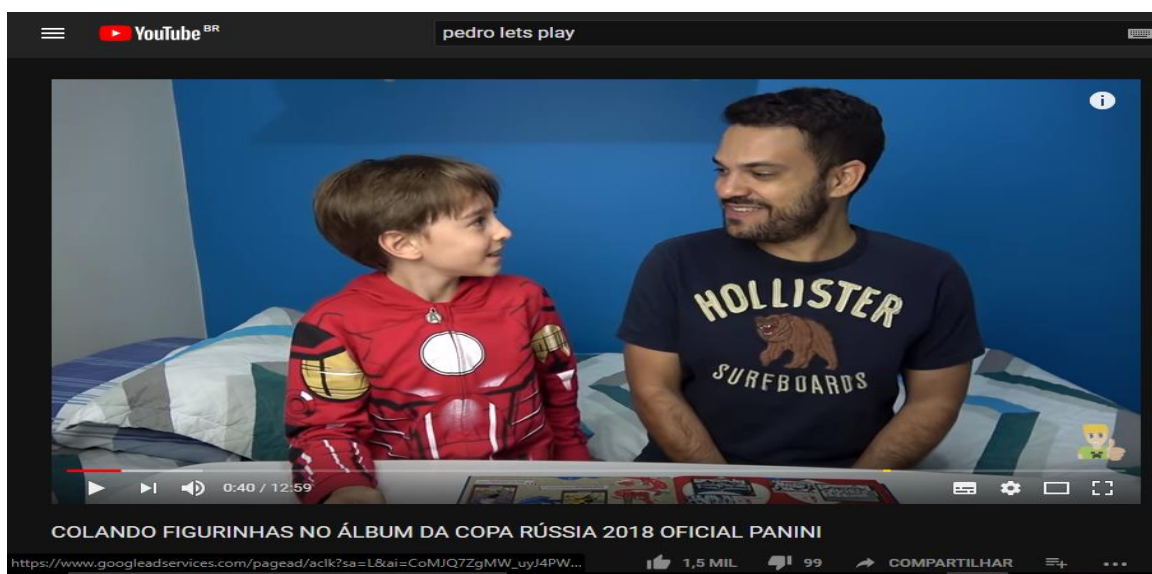 YouTube BR
pedro lets play
HOLLISTER
SURFBOARDS
0:40 / 12:59
COLANDO FIGURINHAS NO ÁLBUM DA COPA RÚSSIA 2018 OFICIAL PANINI
https://www.googleadservices.com/pagead/aclk?sa=L&ai=CoMJQ7ZgMW_uyJ4PW...
1,5 MIL 99 COMPARTILHAR